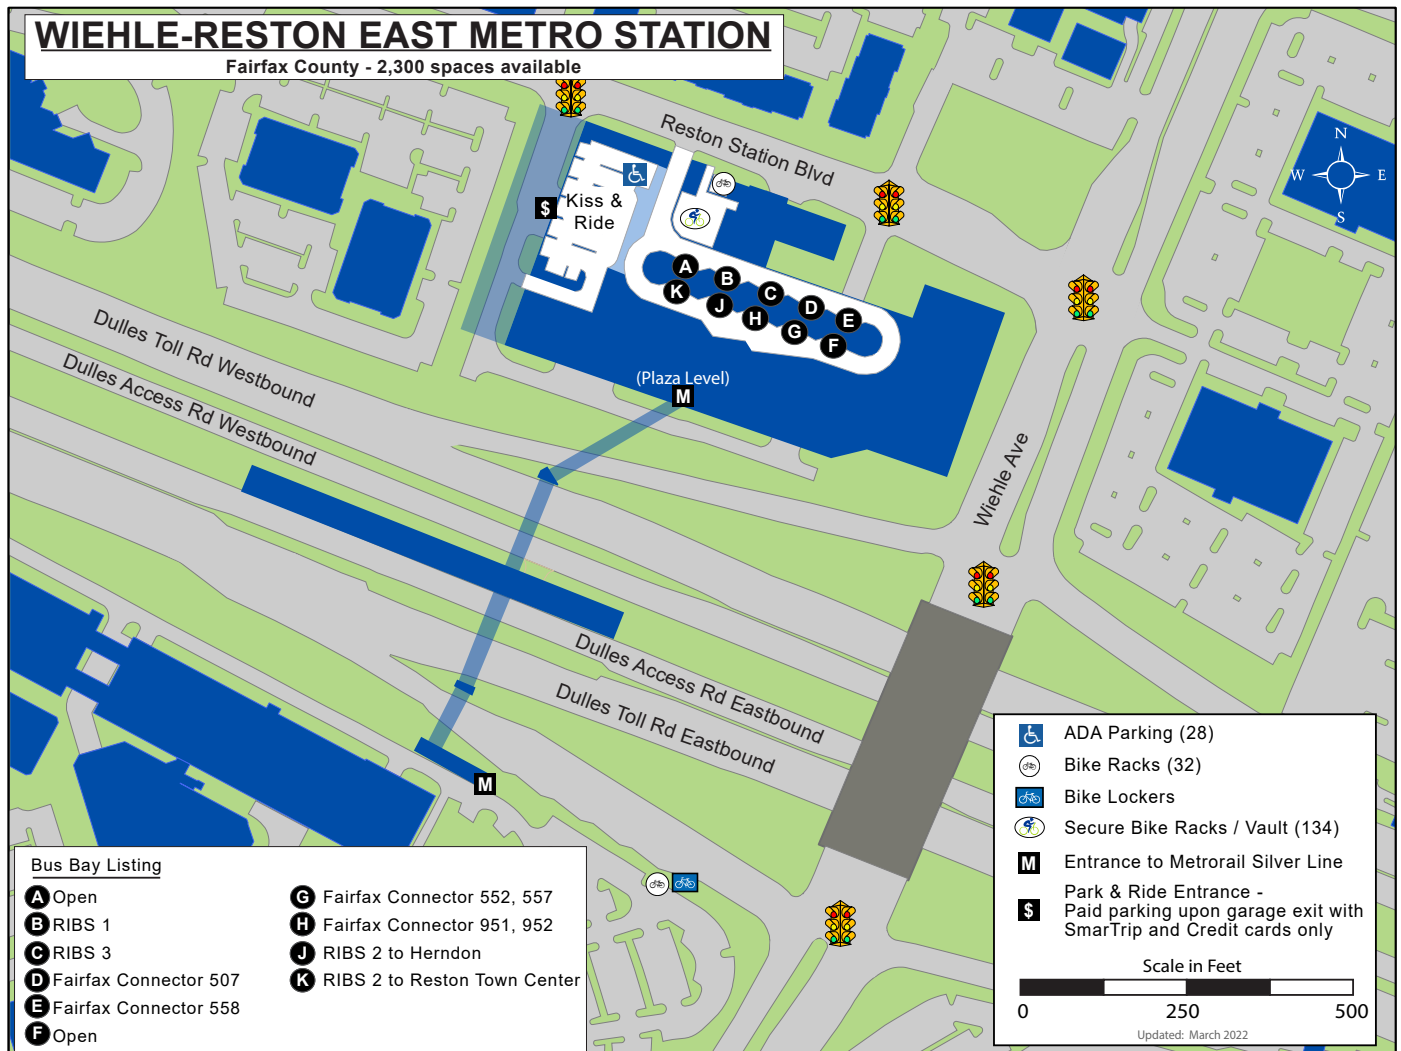 WIEHLE-RESTON EAST METRO STATION
Fairfax County - 2,300 spaces available
Reston Station Blvd
N
W E
S
$
Kiss &
Ride
A
B
C
D
E
K
J
H
G
F
(Plaza Level)
M
Dulles Toll Rd Westbound
Dulles Access Rd Westbound
Wiehle Ave
Dulles Access Rd Eastbound
Dulles Toll Rd Eastbound
M
Bus Bay Listing
A Open
B RIBS 1
C RIBS 3
D Fairfax Connector 507
E Fairfax Connector 558
F Open
G Fairfax Connector 552, 557
H Fairfax Connector 951, 952
J RIBS 2 to Herndon
K RIBS 2 to Reston Town Center
ADA Parking (28)
Bike Racks (32)
Bike Lockers
Secure Bike Racks / Vault (134)
M Entrance to Metrorail Silver Line
Park & Ride Entrance -
$ Paid parking upon garage exit with
SmarTrip and Credit cards only
Scale in Feet
0 250 500
Updated: March 2022